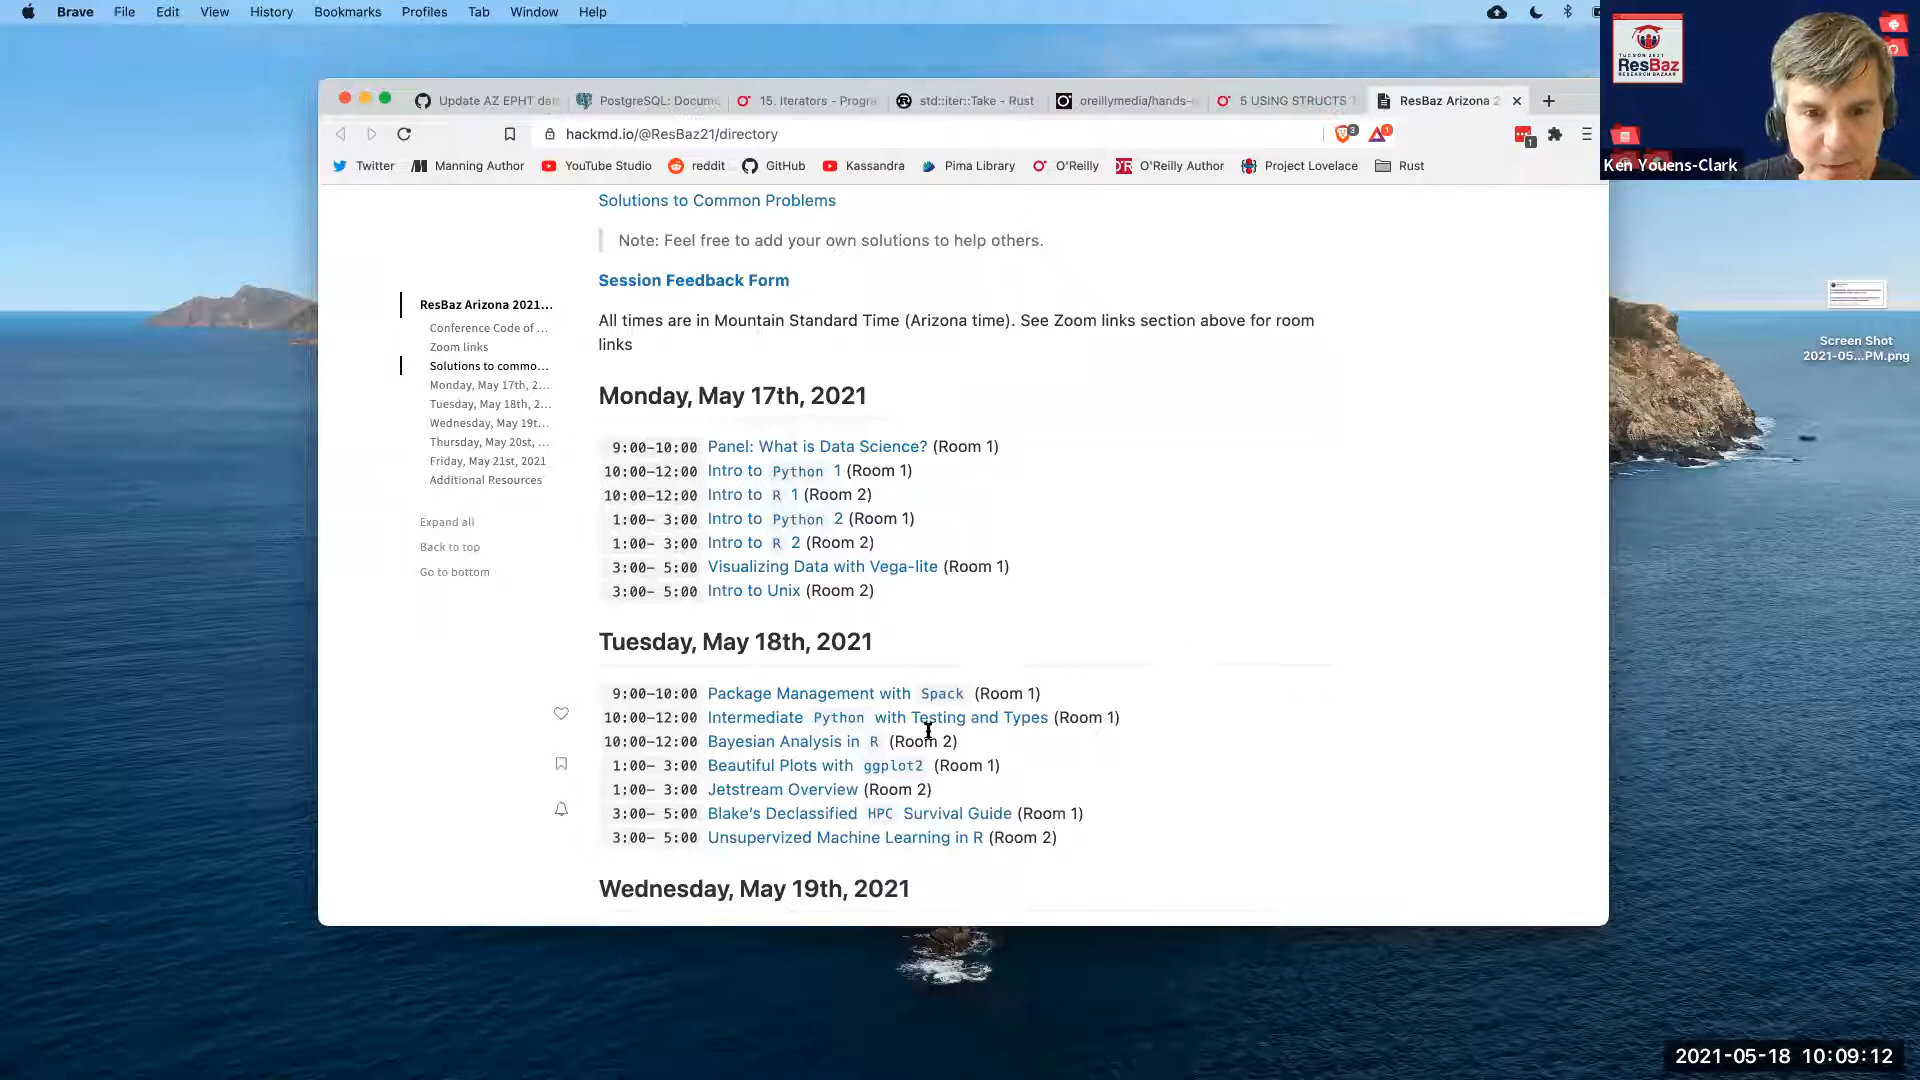 Brave File Edit View History Bookmarks Profiles Tab Window Help
TUCSON 2021
ResBaz
RESEARCH BAZAAR
Update AZ EPHT dat
PostgreSQL: Docume
15. Iterators - Progra
std::iter::Take - Rust
oreillymedia/hands-
5 USING STRUCTS T
ResBaz Arizona 2
hackmd.io/@ResBaz21/directory
3
1
1
Twitter Manning Author YouTube Studio reddit GitHub Kassandra Pima Library O'Reilly O'Reilly Author Project Lovelace Rust
Ken Youens-Clark
Solutions to Common Problems
Note: Feel free to add your own solutions to help others.
Session Feedback Form
All times are in Mountain Standard Time (Arizona time). See Zoom links section above for room
links
ResBaz Arizona 2021...
Conference Code of ...
Zoom links
Solutions to commo...
Monday, May 17th, 2...
Tuesday, May 18th, 2...
Wednesday, May 19t...
Thursday, May 20st, ...
Friday, May 21st, 2021
Additional Resources
Expall all
Back to top
Go to bottom
Monday, May 17th, 2021
9:00–10:00 Panel: What is Data Science? (Room 1)
10:00–12:00 Intro to Python 1 (Room 1)
10:00–12:00 Intro to R 1 (Room 2)
1:00– 3:00 Intro to Python 2 (Room 1)
1:00– 3:00 Intro to R 2 (Room 2)
3:00– 5:00 Visualizing Data with Vega-lite (Room 1)
3:00– 5:00 Intro to Unix (Room 2)
Tuesday, May 18th, 2021
9:00–10:00 Package Management with Spack (Room 1)
10:00–12:00 Intermediate Python with Testing and Types (Room 1)
10:00–12:00 Bayesian Analysis in R (Room 2)
1:00– 3:00 Beautiful Plots with ggplot2 (Room 1)
1:00– 3:00 Jetstream Overview (Room 2)
3:00– 5:00 Blake's Declassified HPC Survival Guide (Room 1)
3:00– 5:00 Unsupervized Machine Learning in R (Room 2)
Wednesday, May 19th, 2021
Screen Shot
2021-05...PM.png
2021-05-18 10:09:12